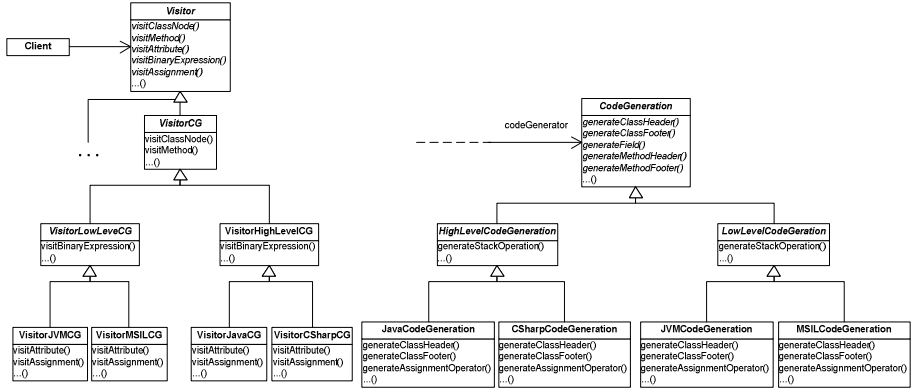 Visitor
visitClassNode()
visitMethod()
visitAttribute()
visitBinaryExpression()
visitAssignment()
...()
Client
VisitorCG
visitClassNode()
visitMethod()
...()
...
VisitorLowLeveCG
visitBinaryExpression()
...()
VisitorHighLevelCG
visitBinaryExpression()
...()
VisitorJVMCG
visitAttribute()
visitAssignment()
...()
VisitorMSILCG
visitAttribute()
visitAssignment()
...()
VisitorJavaCG
visitAttribute()
visitAssignment()
...()
VisitorCSharpCG
visitAttribute()
visitAssignment()
...()
codeGenerator
CodeGeneration
generateClassHeader()
generateClassFooter()
generateField()
generateMethodHeader()
generateMethodFooter()
...()
HighLevelCodeGeneration
generateStackOperation()
...()
LowLevelCodeGeration
generateStackOperation()
...()
JavaCodeGeneration
generateClassHeader()
generateClassFooter()
generateAssignmentOperator()
...()
CSharpCodeGeneration
generateClassHeader()
generateClassFooter()
generateAssignmentOperator()
...()
JVMCodeGeneration
generateClassHeader()
generateClassFooter()
generateAssignmentOperator()
...()
MSILCodeGeneration
generateClassHeader()
generateClassFooter()
generateAssignmentOperator()
...()